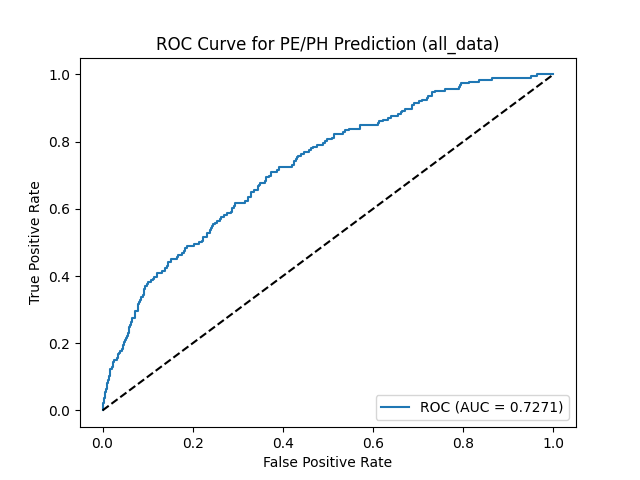 ROC Curve for PE/PH Prediction (all_data)
True Positive Rate
1.0
0.8
0.6
0.4
0.2
0.0
ROC (AUC = 0.7271)
0.0 0.2 0.4 0.6 0.8 1.0
False Positive Rate